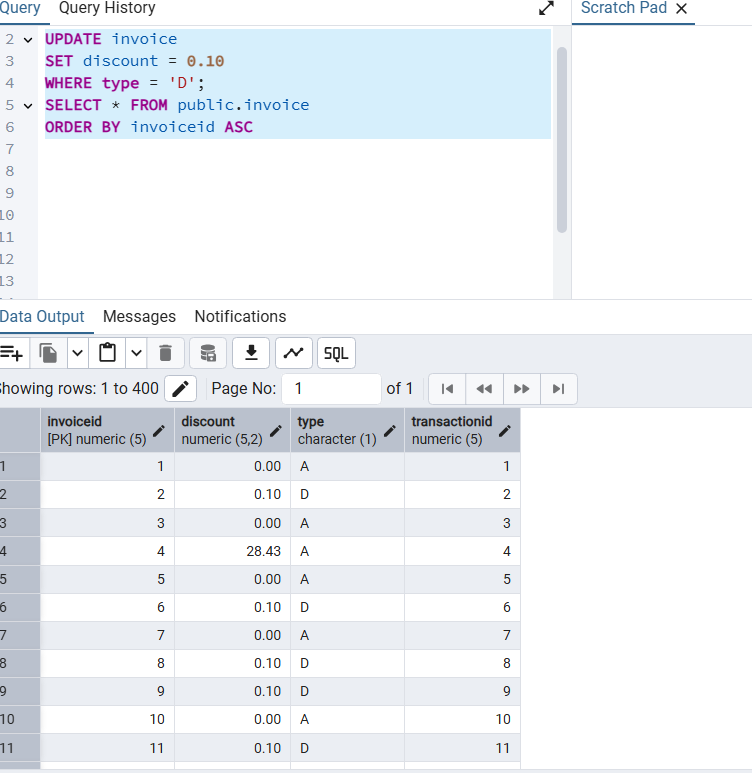 Query Query History Scratch Pad
2 UPDATE invoice
3 SET discount = 0.10
4 WHERE type = 'D';
5 SELECT * FROM public.invoice
6 ORDER BY invoiceid ASC
7
8
9
10
11
12
13
Data Output Messages Notifications
SQL
Showing rows: 1 to 400 Page No: 1 of 1
invoiceid discount type transactionid
[PK] numeric (5) numeric (5,2) character (1) numeric (5)
1 1 0.00 A 1
2 2 0.10 D 2
3 3 0.00 A 3
4 4 28.43 A 4
5 5 0.00 A 5
6 6 0.10 D 6
7 7 0.00 A 7
8 8 0.10 D 8
9 9 0.10 D 9
10 10 0.00 A 10
11 11 0.10 D 11